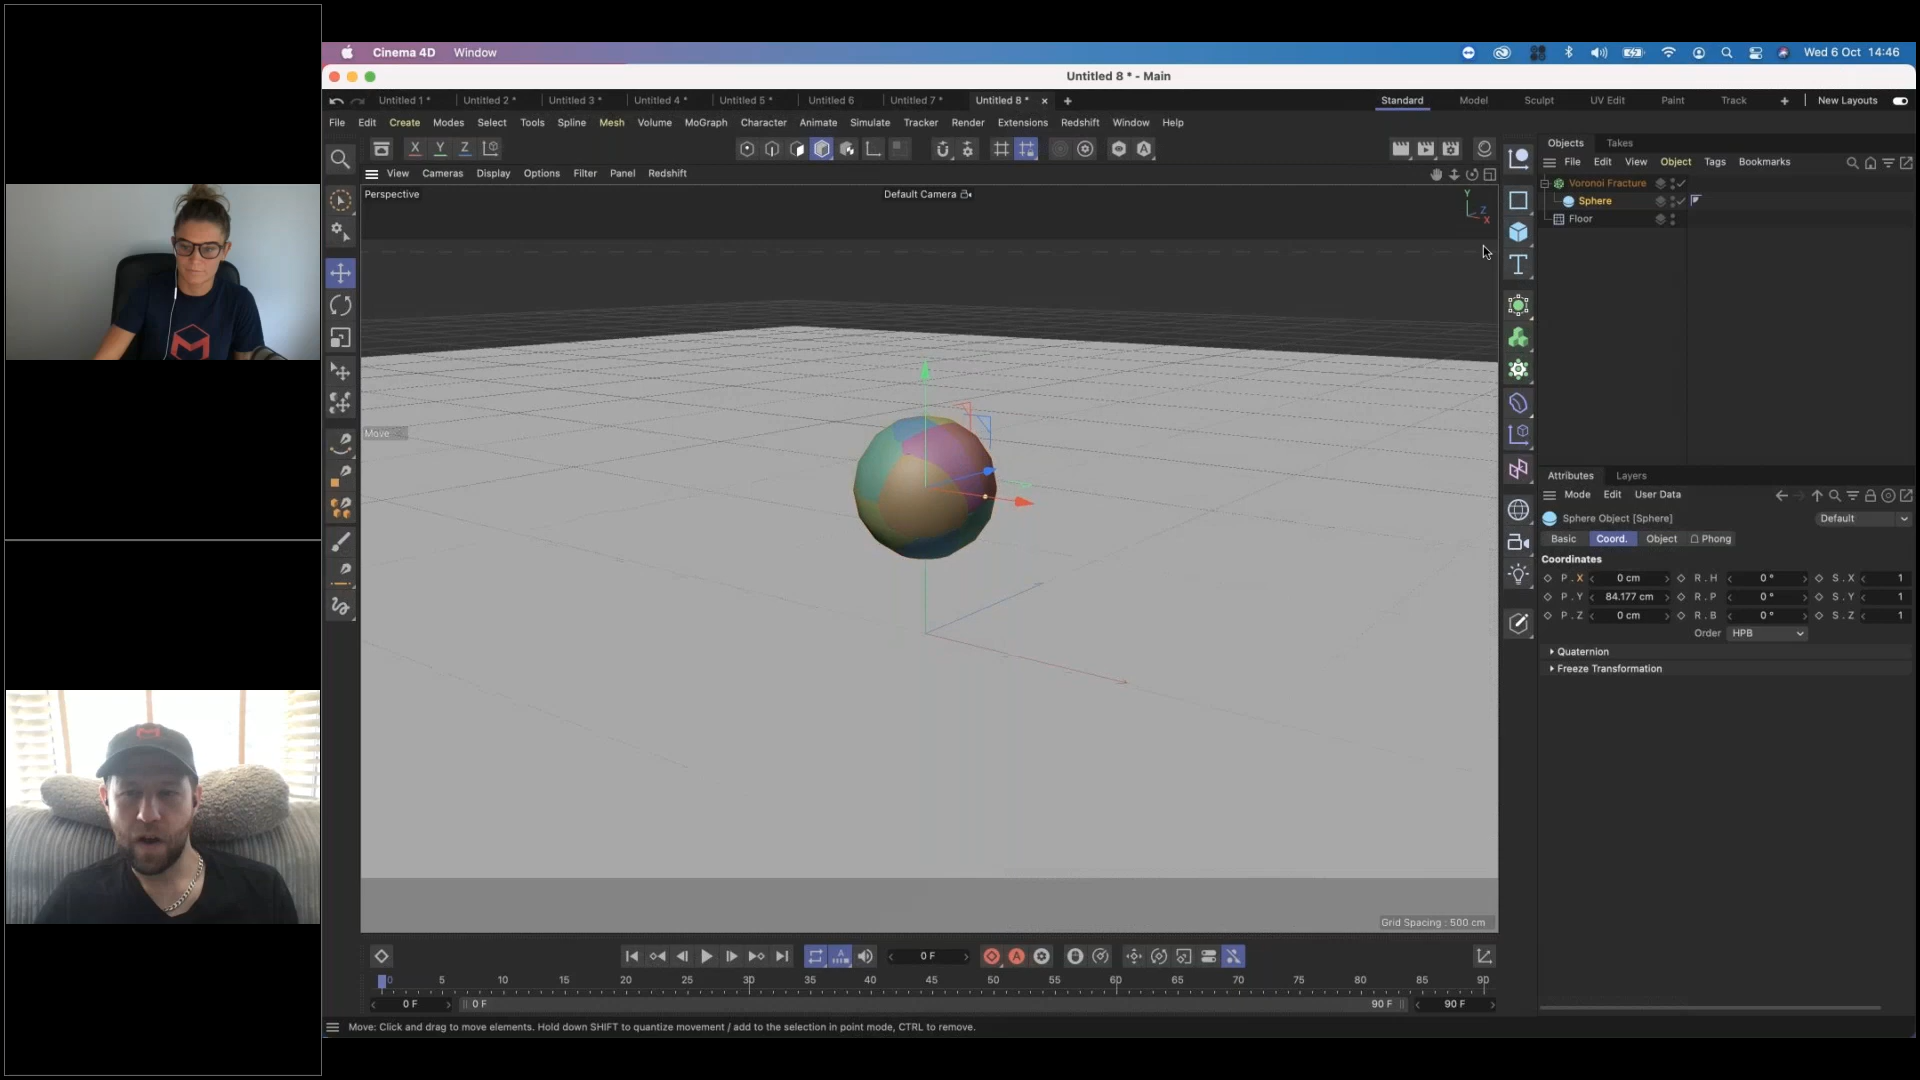 Cinema 4D Window
Wed 6 Oct 14:46
Untitled 8 * - Main
Untitled 1 * Untitled 2 * Untitled 3 * Untitled 4 * Untitled 5 * Untitled 6 Untitled 7 * Untitled 8 * × +
Standard Model Sculpt UV Edit Paint Track + New Layouts
File Edit Create Modes Select Tools Spline Mesh Volume MoGraph Character Animate Simulate Tracker Render Extensions Redshift Window Help
Objects Takes
X Y Z
File Edit View Object Tags Bookmarks
View Cameras Display Options Filter Panel Redshift
Perspective
Default Camera
Y
Z
X
Voronoi Fracture
Sphere
Floor
T
Move
Attributes Layers
Mode Edit User Data
Sphere Object [Sphere]
Default
Basic Coord. Object Phong
Coordinates
P . X 0 cm R . H 0 ° S . X 1
P . Y 84.177 cm R . P 0 ° S . Y 1
P . Z 0 cm R . B 0 ° S . Z 1
Order HPB
Quaternion
Freeze Transformation
Grid Spacing : 500 cm
0 F
A
0 5 10 15 20 25 30 35 40 45 50 55 60 65 70 75 80 85 90
0 F 0 F 90 F 90 F
Move: Click and drag to move elements. Hold down SHIFT to quantize movement / add to the selection in point mode, CTRL to remove.